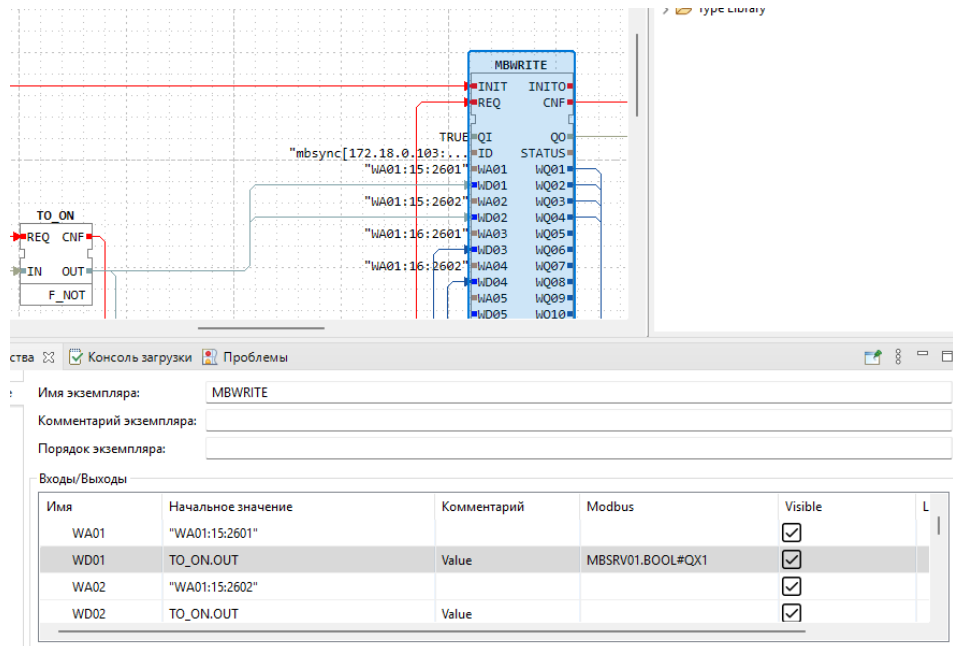 Type Library
MBWRITE
INIT INITO
REQ CNF
TRUE QI QO
"mbsync[172.18.0.103:... ID STATUS
"WA01:15:2601" WA01 WQ01
WD01 WQ02
"WA01:15:2602" WA02 WQ03
WD02 WQ04
"WA01:16:2601" WA03 WQ05
WD03 WQ06
"WA01:16:2602" WA04 WQ07
WD04 WQ08
WA05 WQ09
WD05 WQ10
TO_ON
REQ CNF
IN OUT
F_NOT
ства Консоль загрузки Проблемы
Имя экземпляра: MBWRITE
Комментарий экземпляра:
Порядок экземпляра:
Входы/Выходы
Имя Начальное значение Комментарий Modbus Visible L
WA01 "WA01:15:2601"
WD01 TO_ON.OUT Value MBSRV01.BOOL#QX1
WA02 "WA01:15:2602"
WD02 TO_ON.OUT Value